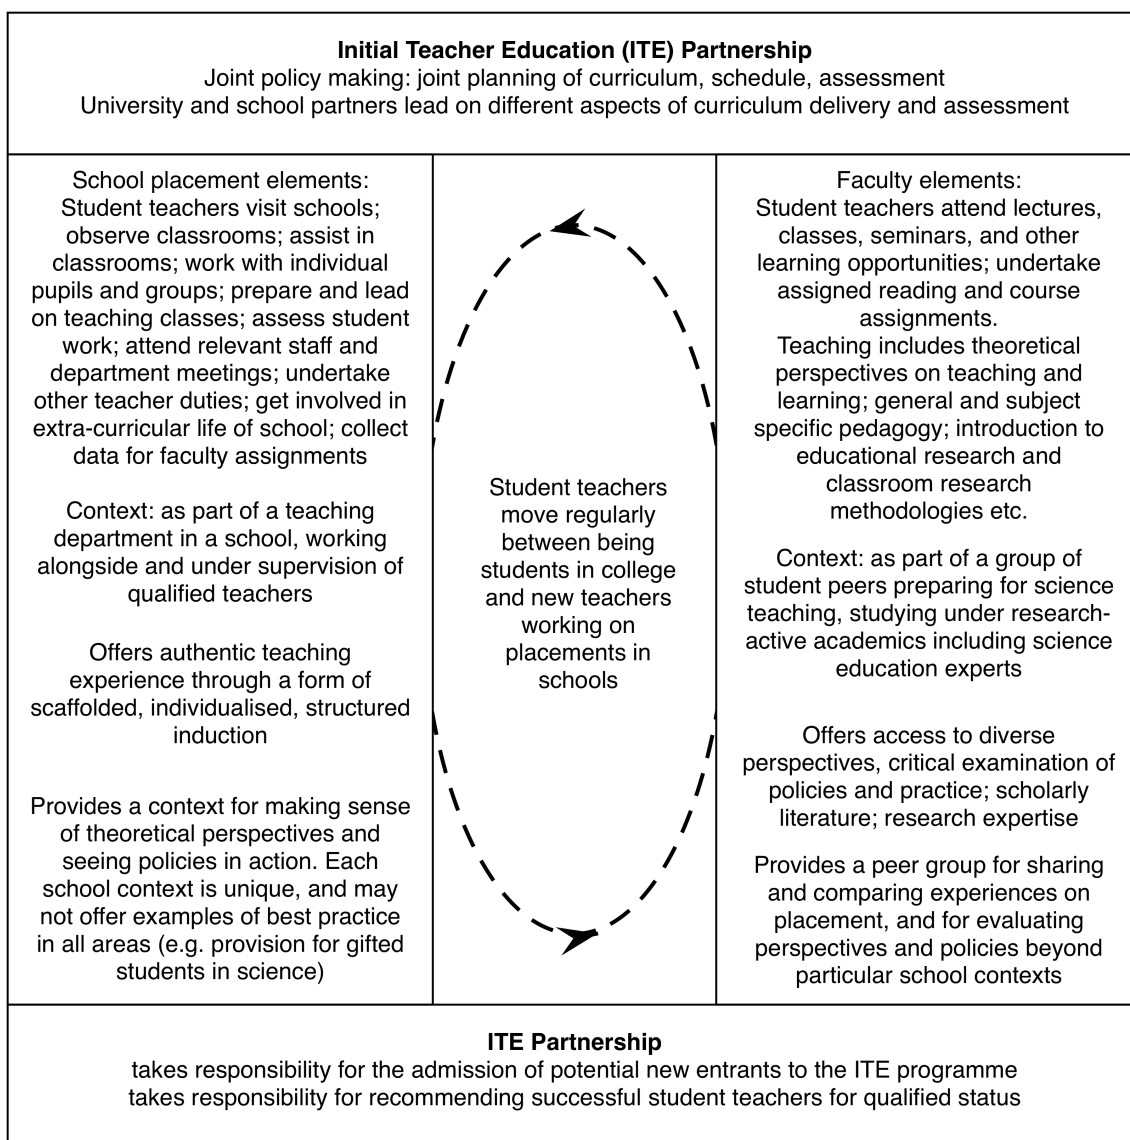 Initial Teacher Education (ITE) Partnership
Joint policy making: joint planning of curriculum, schedule, assessment
University and school partners lead on different aspects of curriculum delivery and assessment
School placement elements:
Student teachers visit schools;
observe classrooms; assist in
classrooms; work with individual
pupils and groups; prepare and lead
on teaching classes; assess student
work; attend relevant staff and
department meetings; undertake
other teacher duties; get involved in
extra-curricular life of school; collect
data for faculty assignments
Context: as part of a teaching
department in a school, working
alongside and under supervision of
qualified teachers
Offers authentic teaching
experience through a form of
scaffolded, individualised, structured
induction
Provides a context for making sense
of theoretical perspectives and
seeing policies in action. Each
school context is unique, and may
not offer examples of best practice
in all areas (e.g. provision for gifted
students in science)
Student teachers
move regularly
between being
students in college
and new teachers
working on
placements in
schools
Faculty elements:
Student teachers attend lectures,
classes, seminars, and other
learning opportunities; undertake
assigned reading and course
assignments.
Teaching includes theoretical
perspectives on teaching and
learning; general and subject
specific pedagogy; introduction to
educational research and
classroom research
methodologies etc.
Context: as part of a group of
student peers preparing for science
teaching, studying under research-
active academics including science
education experts
Offers access to diverse
perspectives, critical examination of
policies and practice; scholarly
literature; research expertise
Provides a peer group for sharing
and comparing experiences on
placement, and for evaluating
perspectives and policies beyond
particular school contexts
ITE Partnership
takes responsibility for the admission of potential new entrants to the ITE programme
takes responsibility for recommending successful student teachers for qualified status